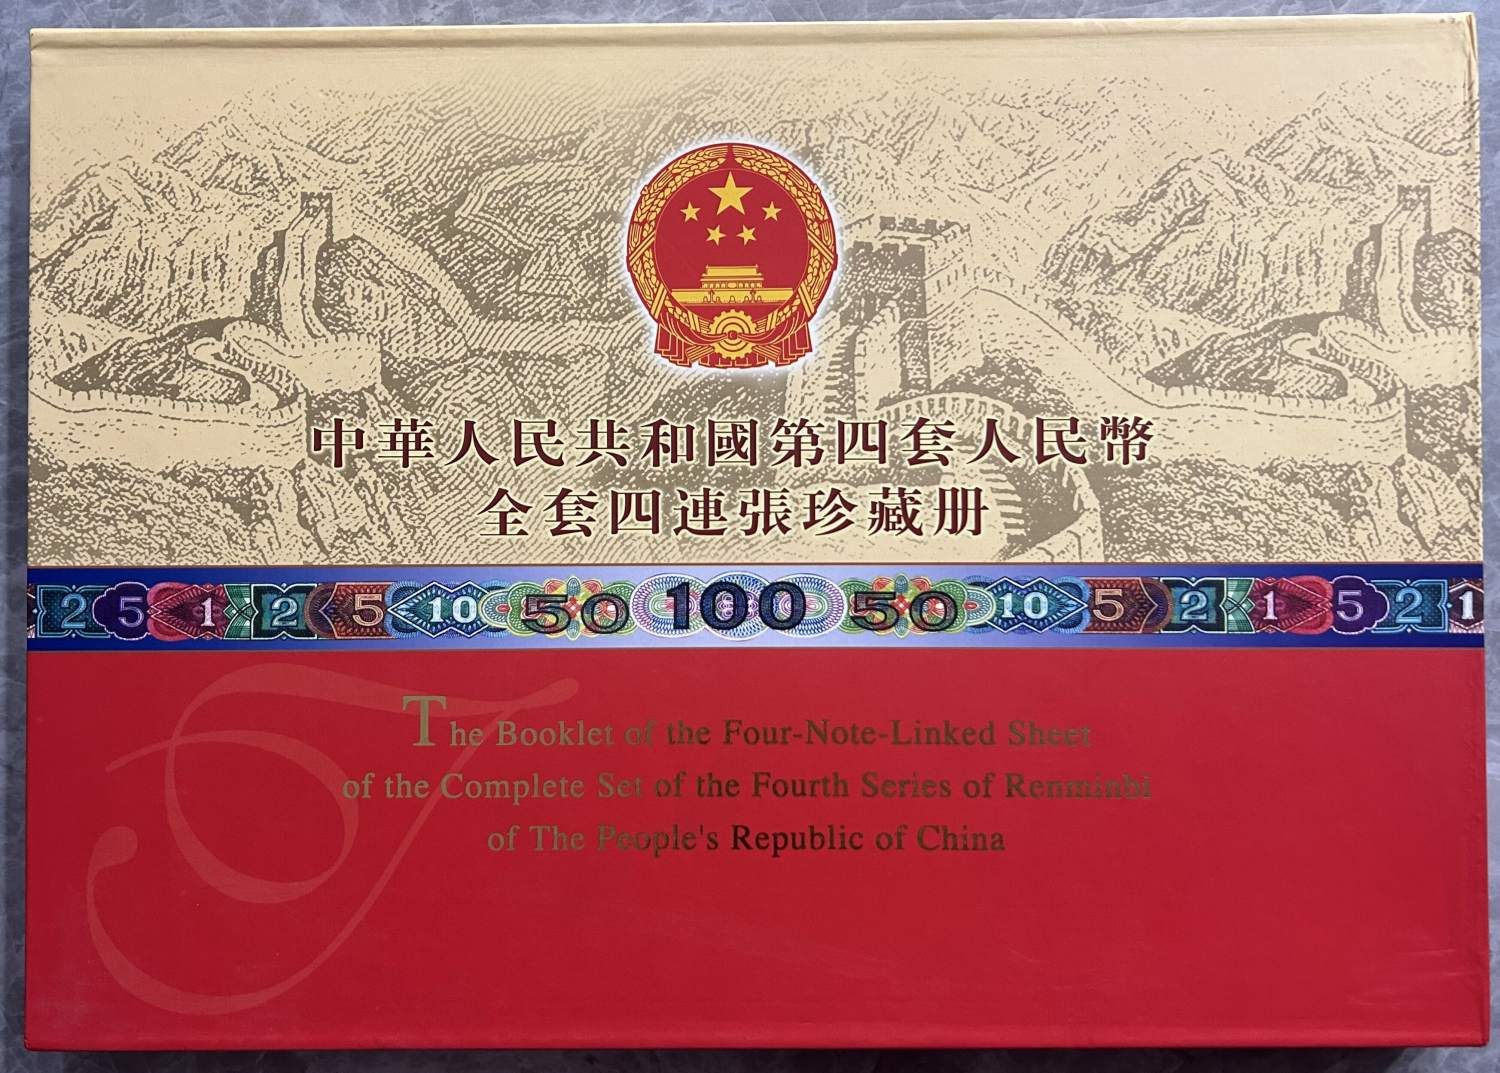 中華人民共和國第四套人民幣
全套四連張珍藏册
2 5 1 2 5 10 50 100 50 10 5 2 1 5 2 1
The Booklet of the Four-Note-Linked Sheet
of the Complete Set of the Fourth Series of Renminbi
of The People's Republic of China